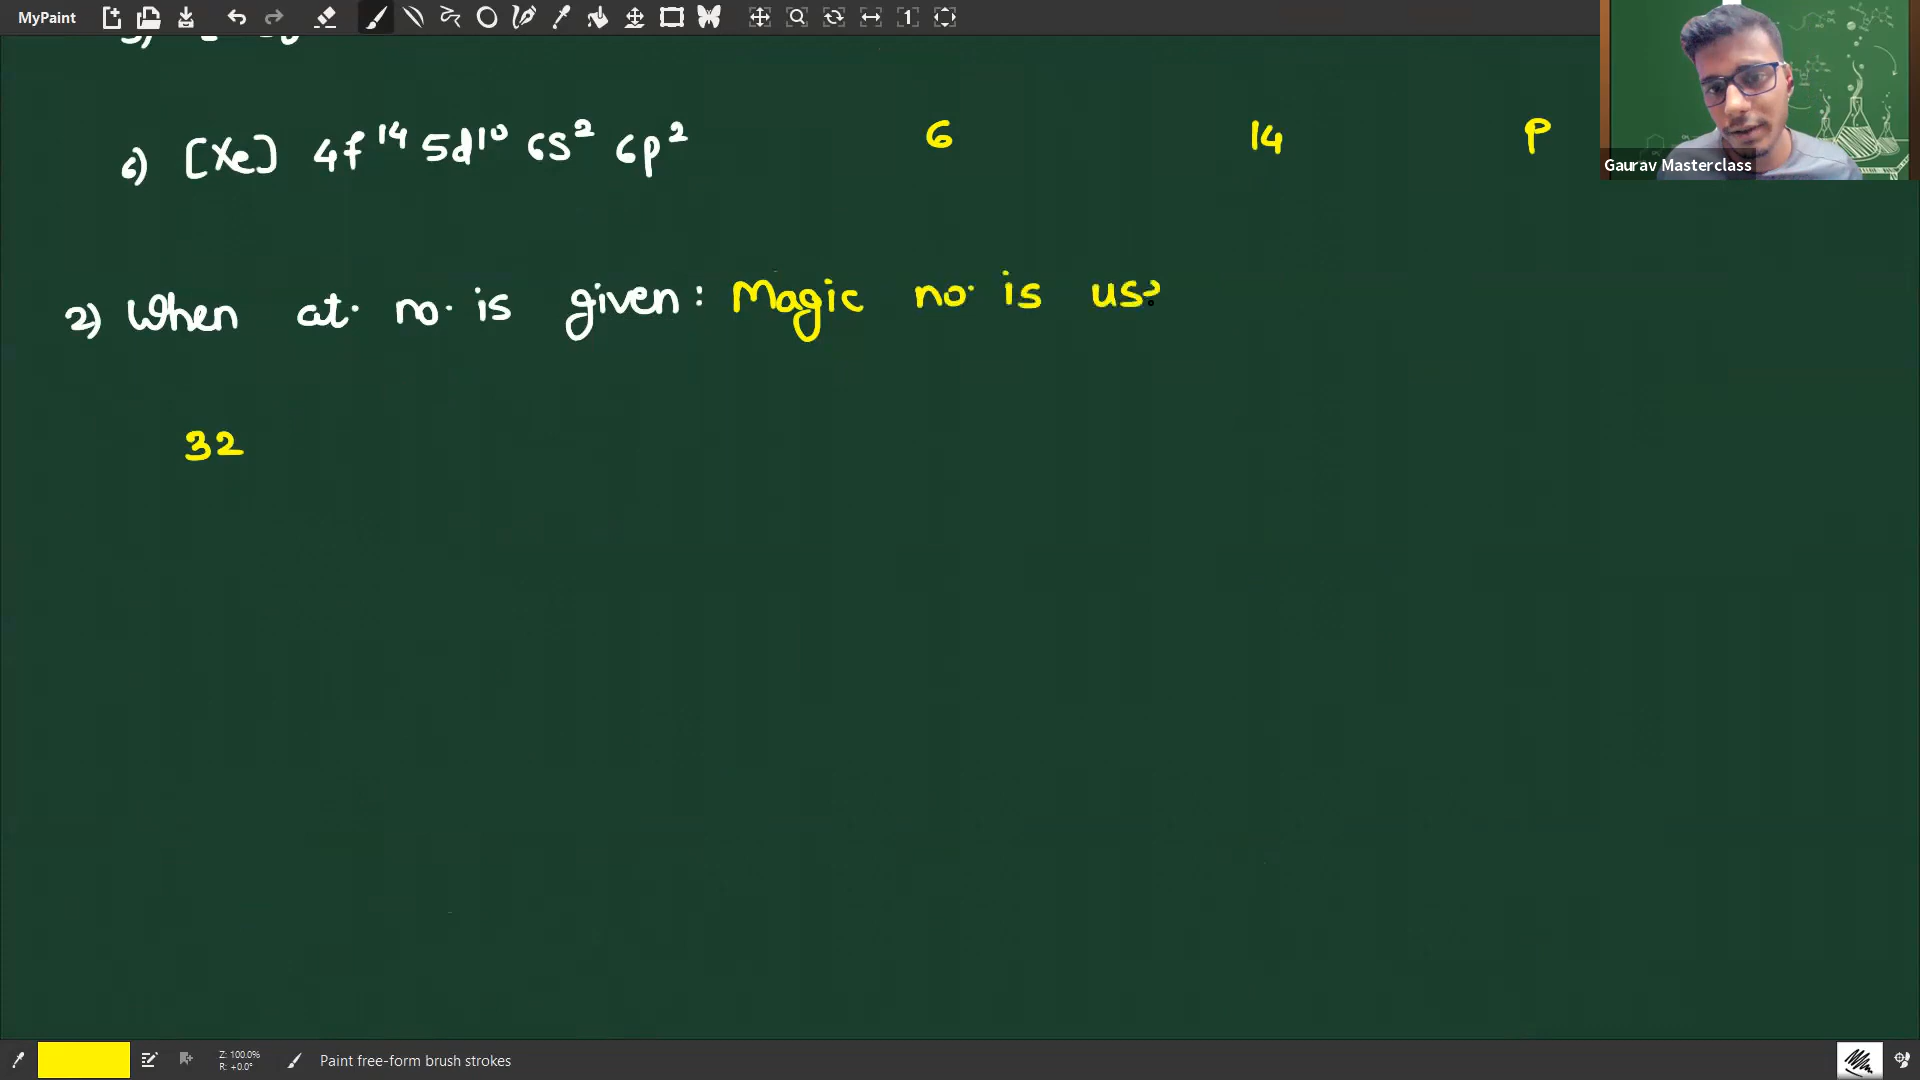 MyPaint
Gaurav Masterclass
6) [Xe] 4f¹⁴ 5d¹⁰ 6s² 6p² 6 14 P
2) When at. no. is given: Magic no. is us
32
Z: 100.0%
R: +0.0°
Paint free-form brush strokes